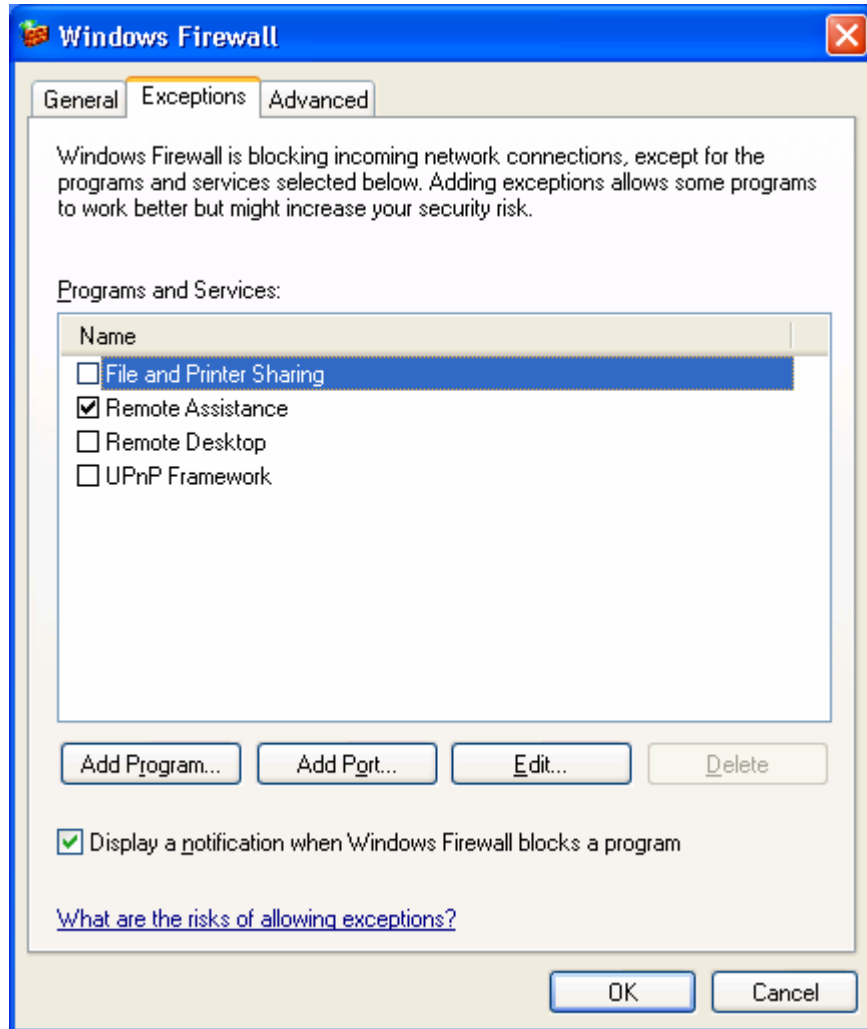 Windows Firewall
General
Exceptions
Advanced
Windows Firewall is blocking incoming network connections, except for the
programs and services selected below. Adding exceptions allows some programs
to work better but might increase your security risk.
Programs and Services:
Name
File and Printer Sharing
Remote Assistance
Remote Desktop
UPnP Framework
Add Program...
Add Port...
Edit...
Delete
Display a notification when Windows Firewall blocks a program
What are the risks of allowing exceptions?
OK
Cancel